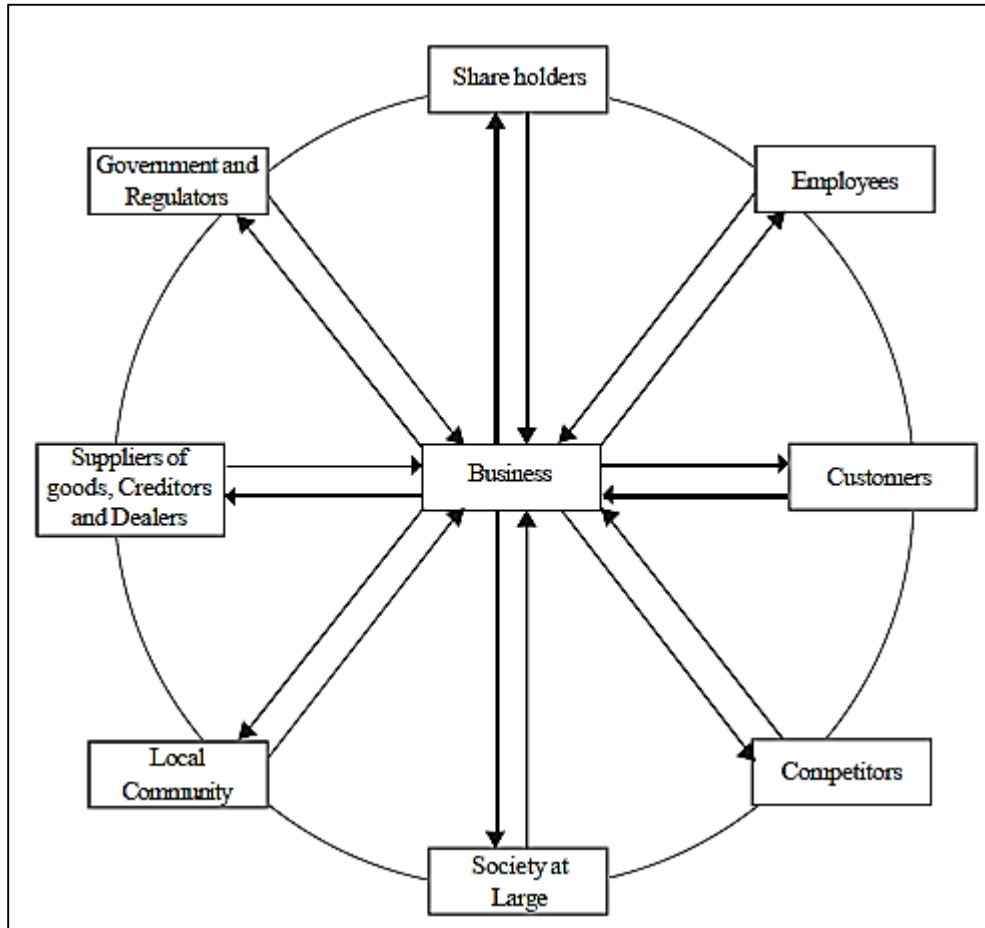 Share holders
Government and
Regulators
Employees
Suppliers of
goods, Creditors
and Dealers
Business
Customers
Local
Community
Competitors
Society at
Large